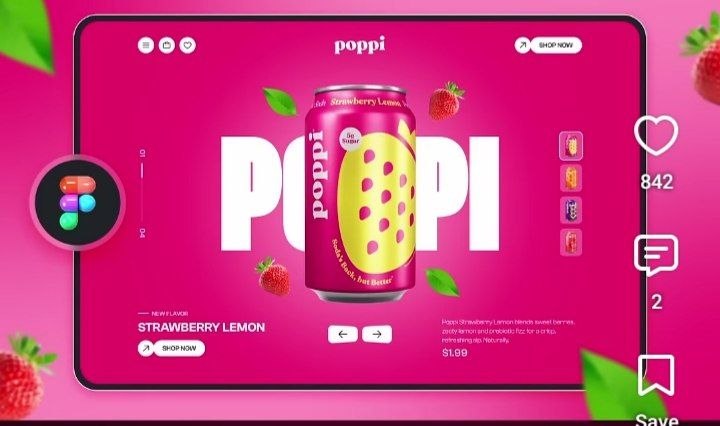 poppi
SHOP NOW
Strawberry Lemon
5g
Sugar
poppi
POPPI
Soda's Back, but Better
01
04
NEW FLAVOR
STRAWBERRY LEMON
SHOP NOW
Poppi Strawberry Lemon blends sweet berries,
zesty lemon and prebiotic fizz for a crisp,
refreshing sip. Naturally.
$1.99
842
2
Save